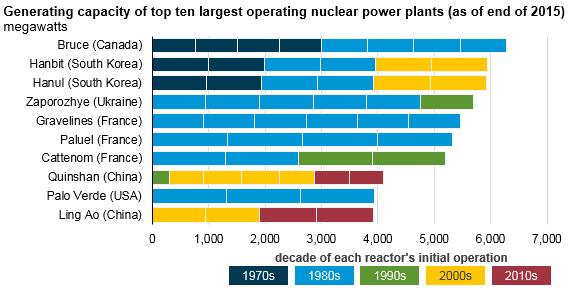 Generating capacity of top ten largest operating nuclear power plants (as of end of 2015)
megawatts
Bruce (Canada)
Hanbit (South Korea)
Hanul (South Korea)
Zaporozhye (Ukraine)
Gravelines (France)
Paluel (France)
Cattenom (France)
Quinshan (China)
Palo Verde (USA)
Ling Ao (China)
0 1,000 2,000 3,000 4,000 5,000 6,000 7,000
decade of each reactor's initial operation
1970s 1980s 1990s 2000s 2010s